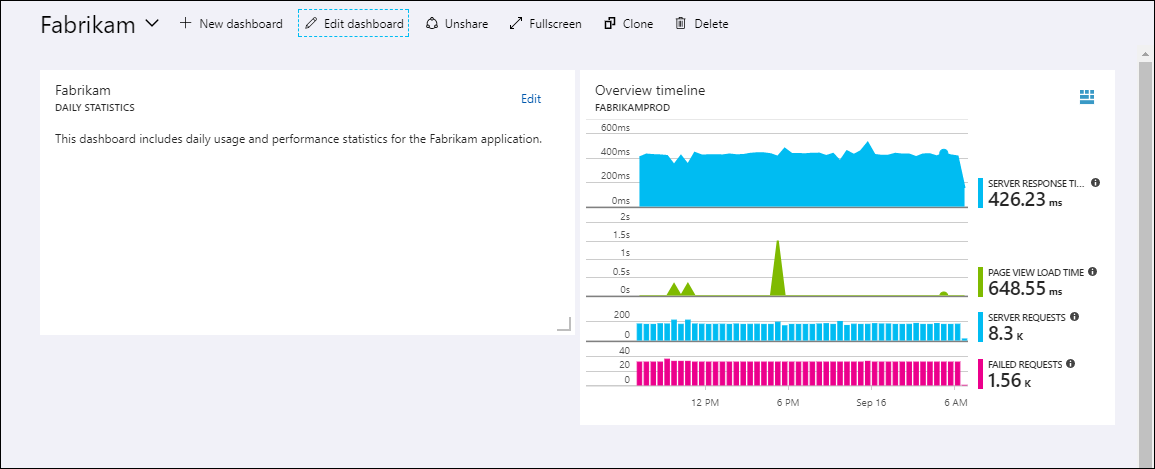 Fabrikam
New dashboard
Edit dashboard
Unshare
Fullscreen
Clone
Delete
Fabrikam
DAILY STATISTICS
Edit
This dashboard includes daily usage and performance statistics for the Fabrikam application.
Overview timeline
FABRIKAMPROD
600ms
400ms
200ms
0ms
SERVER RESPONSE TI...
426.23 ms
2s
1.5s
1s
0.5s
0s
PAGE VIEW LOAD TIME
648.55 ms
200
0
SERVER REQUESTS
8.3 K
40
20
0
FAILED REQUESTS
1.56 K
12 PM
6 PM
Sep 16
6 AM